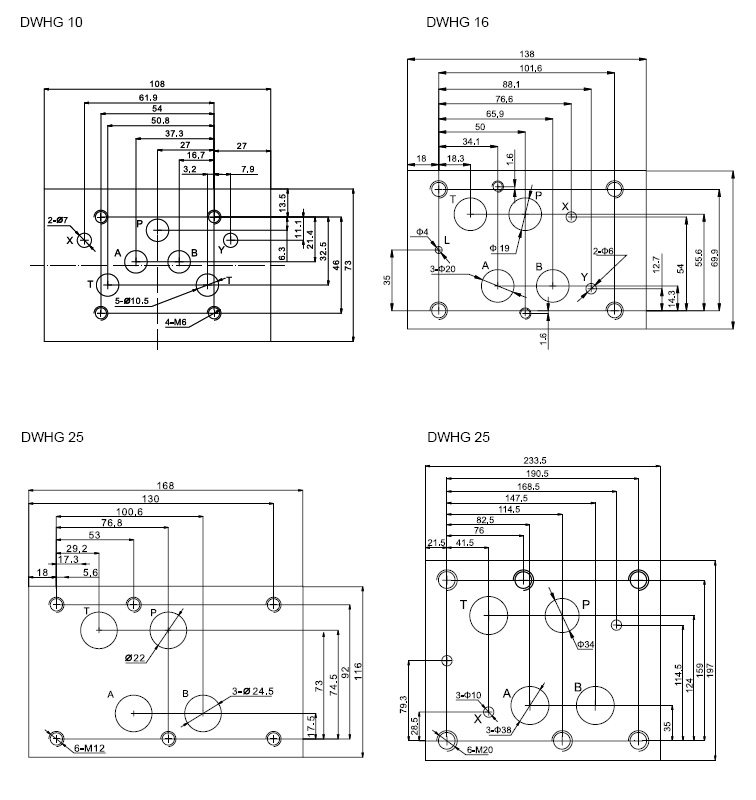 DWHG 10
108
61.9
54
50.8
37.3
27
27
16,7
3.2
7,9
13.5
11.1
6.3
21.4
32.5
46
73
2-Ø7
P
X
Y
A
B
T
T
5-Ø10.5
4-M6
DWHG 16
138
101,6
88.1
76,6
65,9
50
34.1
1.6
18
18.3
T
P
X
Φ4
L
Φ19
2-Φ6
3-Φ20
A
B
Y
35
12.7
14.3
54
55,6
69,9
1.6
DWHG 25
168
130
100,6
76,8
53
29,2
17.3
18
5,6
T
P
Ø22
A
B
3-Ø 24.5
6-M12
17.5
73
74,5
92
116
DWHG 25
233.5
190.5
168.5
147.5
114.5
82,5
76
21.5
41.5
T
P
Φ34
3-Φ10
X
A
B
3-Φ38
6-M20
79,3
28.5
35
114.5
124
159
197